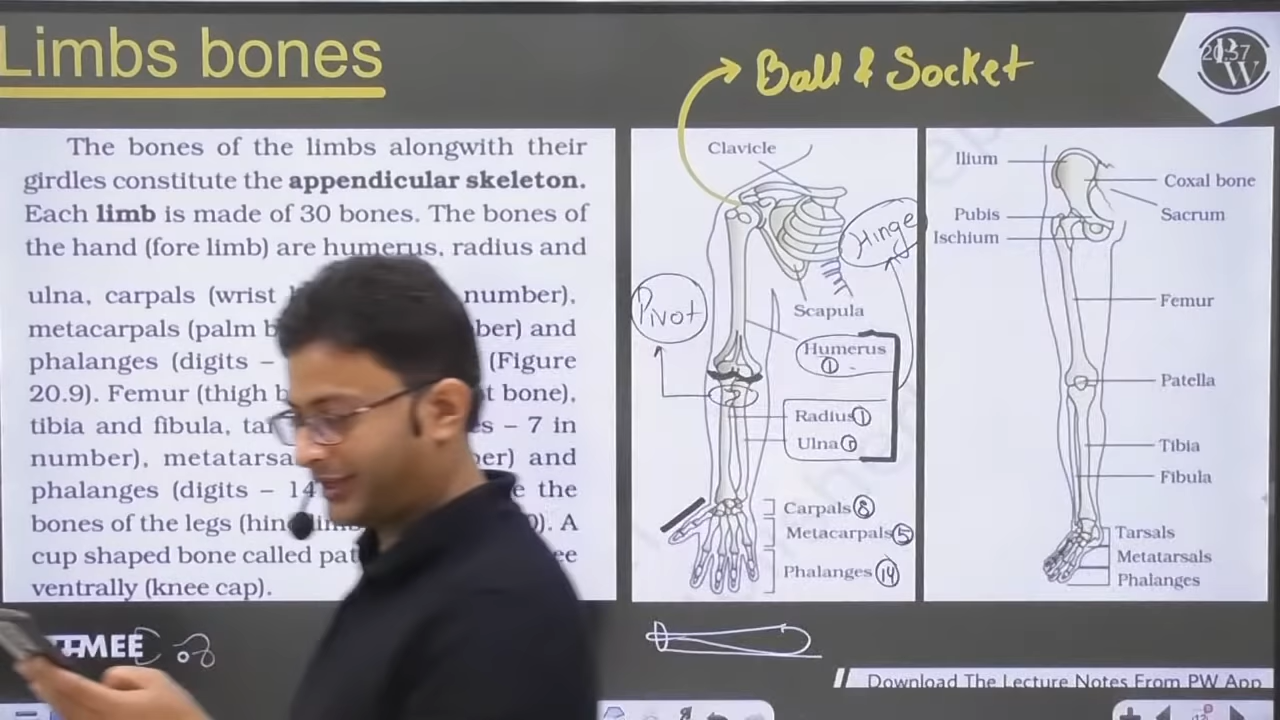 Limbs bones
Ball & Socket
20:37
PW
The bones of the limbs alongwith their
girdles constitute the appendicular skeleton.
Each limb is made of 30 bones. The bones of
the hand (fore limb) are humerus, radius and
ulna, carpals (wrist number),
metacarpals (palm and
phalanges (digits – (Figure
20.9). Femur (thigh bone),
tibia and fibula, – 7 in
number), and
phalanges (digits – 14 the
bones of the legs A
cup shaped bone called
ventrally (knee cap).
Clavicle
Hinge
Pivot
Scapula
Humerus
1
Radius 1
Ulna 1
Carpals 8
Metacarpals 5
Phalanges 14
Ilium
Coxal bone
Pubis
Sacrum
Ischium
Femur
Patella
Tibia
Fibula
Tarsals
Metatarsals
Phalanges
MEE
Download The Lecture Notes From PW App